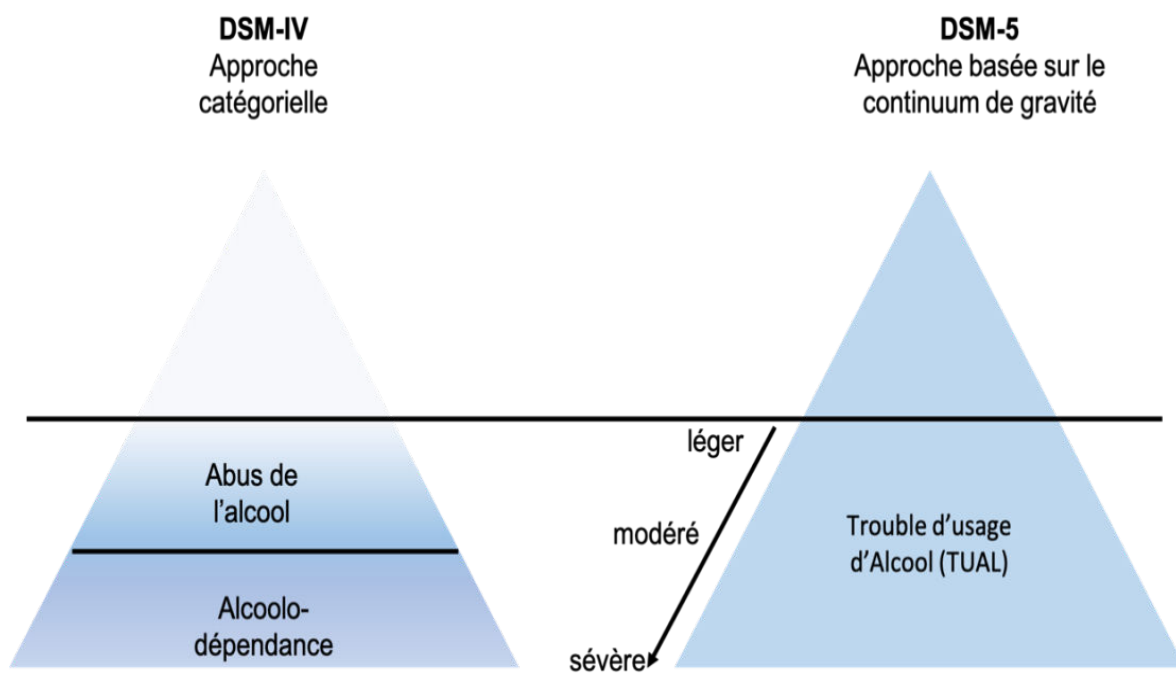 DSM-IV
Approche
catégorielle
DSM-5
Approche basée sur le
continuum de gravité
Abus de
l’alcool
Alcoolo-
dépendance
léger
modéré
sévère
Trouble d’usage
d’Alcool (TUAL)